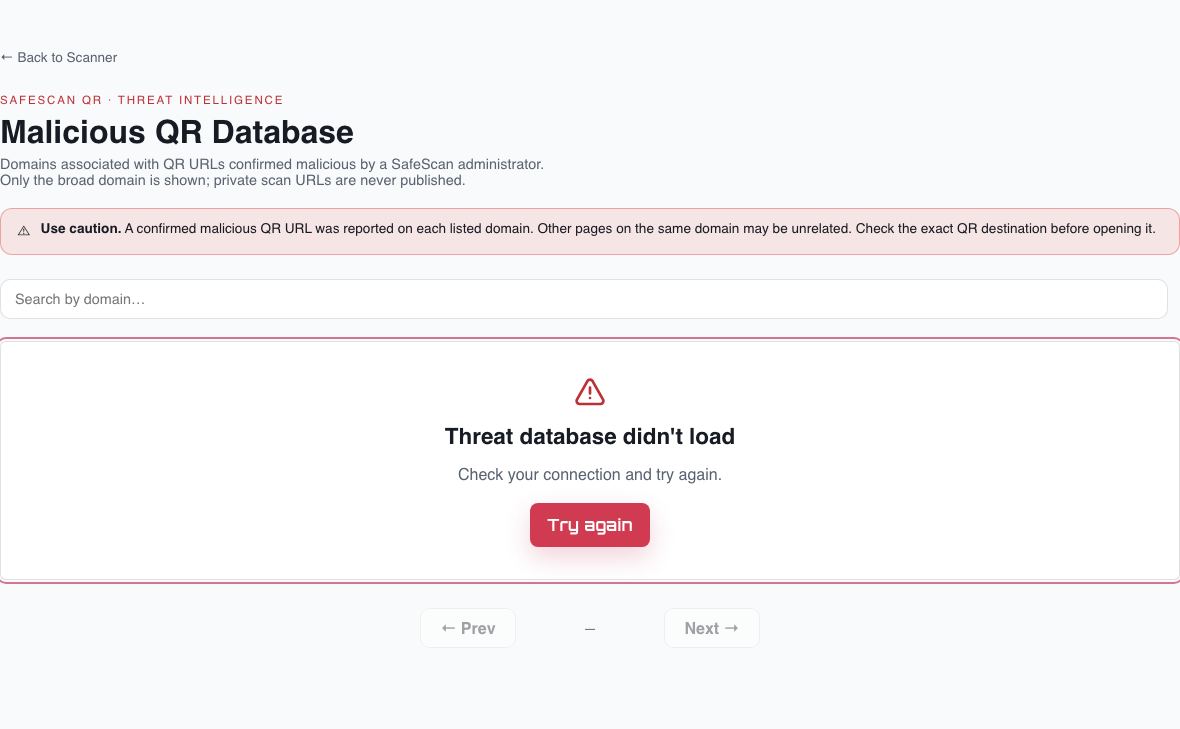 ← Back to Scanner
SAFESCAN QR · THREAT INTELLIGENCE
Malicious QR Database
Domains associated with QR URLs confirmed malicious by a SafeScan administrator.
Only the broad domain is shown; private scan URLs are never published.
⚠ Use caution. A confirmed malicious QR URL was reported on each listed domain. Other pages on the same domain may be unrelated. Check the exact QR destination before opening it.
Search by domain…
Threat database didn't load
Check your connection and try again.
Try again
← Prev – Next →